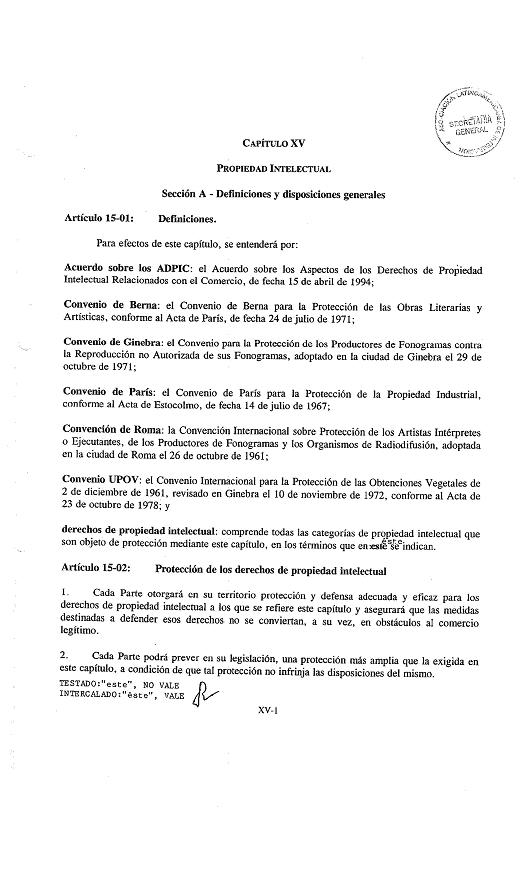 ASOCIACION LATINOAMERICANA DE INTEGRACION
SECRETARIA
GENERAL
CAPÍTULO XV
PROPIEDAD INTELECTUAL
Sección A - Definiciones y disposiciones generales
Artículo 15-01: Definiciones.
Para efectos de este capítulo, se entenderá por:
Acuerdo sobre los ADPIC: el Acuerdo sobre los Aspectos de los Derechos de Propiedad
Intelectual Relacionados con el Comercio, de fecha 15 de abril de 1994;
Convenio de Berna: el Convenio de Berna para la Protección de las Obras Literarias y
Artísticas, conforme al Acta de París, de fecha 24 de julio de 1971;
Convenio de Ginebra: el Convenio para la Protección de los Productores de Fonogramas contra
la Reproducción no Autorizada de sus Fonogramas, adoptado en la ciudad de Ginebra el 29 de
octubre de 1971;
Convenio de París: el Convenio de París para la Protección de la Propiedad Industrial,
conforme al Acta de Estocolmo, de fecha 14 de julio de 1967;
Convención de Roma: la Convención Internacional sobre Protección de los Artistas Intérpretes
o Ejecutantes, de los Productores de Fonogramas y los Organismos de Radiodifusión, adoptada
en la ciudad de Roma el 26 de octubre de 1961;
Convenio UPOV: el Convenio Internacional para la Protección de las Obtenciones Vegetales de
2 de diciembre de 1961, revisado en Ginebra el 10 de noviembre de 1972, conforme al Acta de
23 de octubre de 1978; y
derechos de propiedad intelectual: comprende todas las categorías de propiedad intelectual que
son objeto de protección mediante este capítulo, en los términos que en este éste se indican.
Artículo 15-02: Protección de los derechos de propiedad intelectual
1. Cada Parte otorgará en su territorio protección y defensa adecuada y eficaz para los
derechos de propiedad intelectual a los que se refiere este capítulo y asegurará que las medidas
destinadas a defender esos derechos no se conviertan, a su vez, en obstáculos al comercio
legítimo.
2. Cada Parte podrá prever en su legislación, una protección más amplia que la exigida en
este capítulo, a condición de que tal protección no infrinja las disposiciones del mismo.
TESTADO:"este", NO VALE
INTERCALADO:"éste", VALE
XV-1